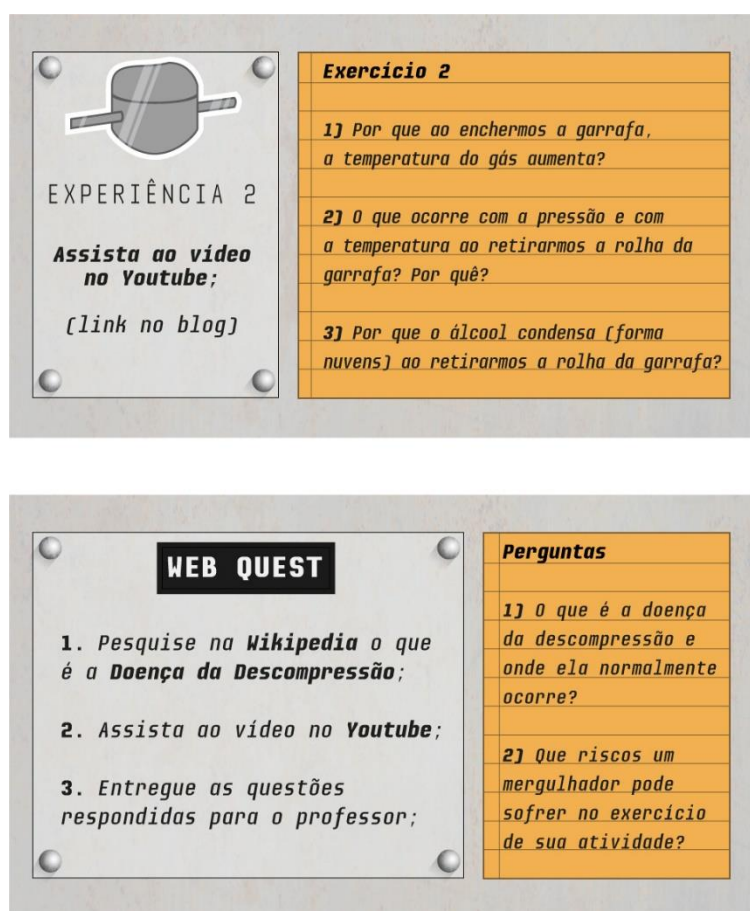 EXPERIÊNCIA 2
Assista ao vídeo
no Youtube;
(link no blog)
Exercício 2
1) Por que ao enchermos a garrafa,
a temperatura do gás aumenta?
2) O que ocorre com a pressão e com
a temperatura ao retirarmos a rolha da
garrafa? Por quê?
3) Por que o álcool condensa (forma
nuvens) ao retirarmos a rolha da garrafa?
WEB QUEST
1. Pesquise na Wikipedia o que
é a Doença da Descompressão;
2. Assista ao vídeo no Youtube;
3. Entregue as questões
respondidas para o professor;
Perguntas
1) O que é a doença
da descompressão e
onde ela normalmente
ocorre?
2) Que riscos um
mergulhador pode
sofrer no exercício
de sua atividade?